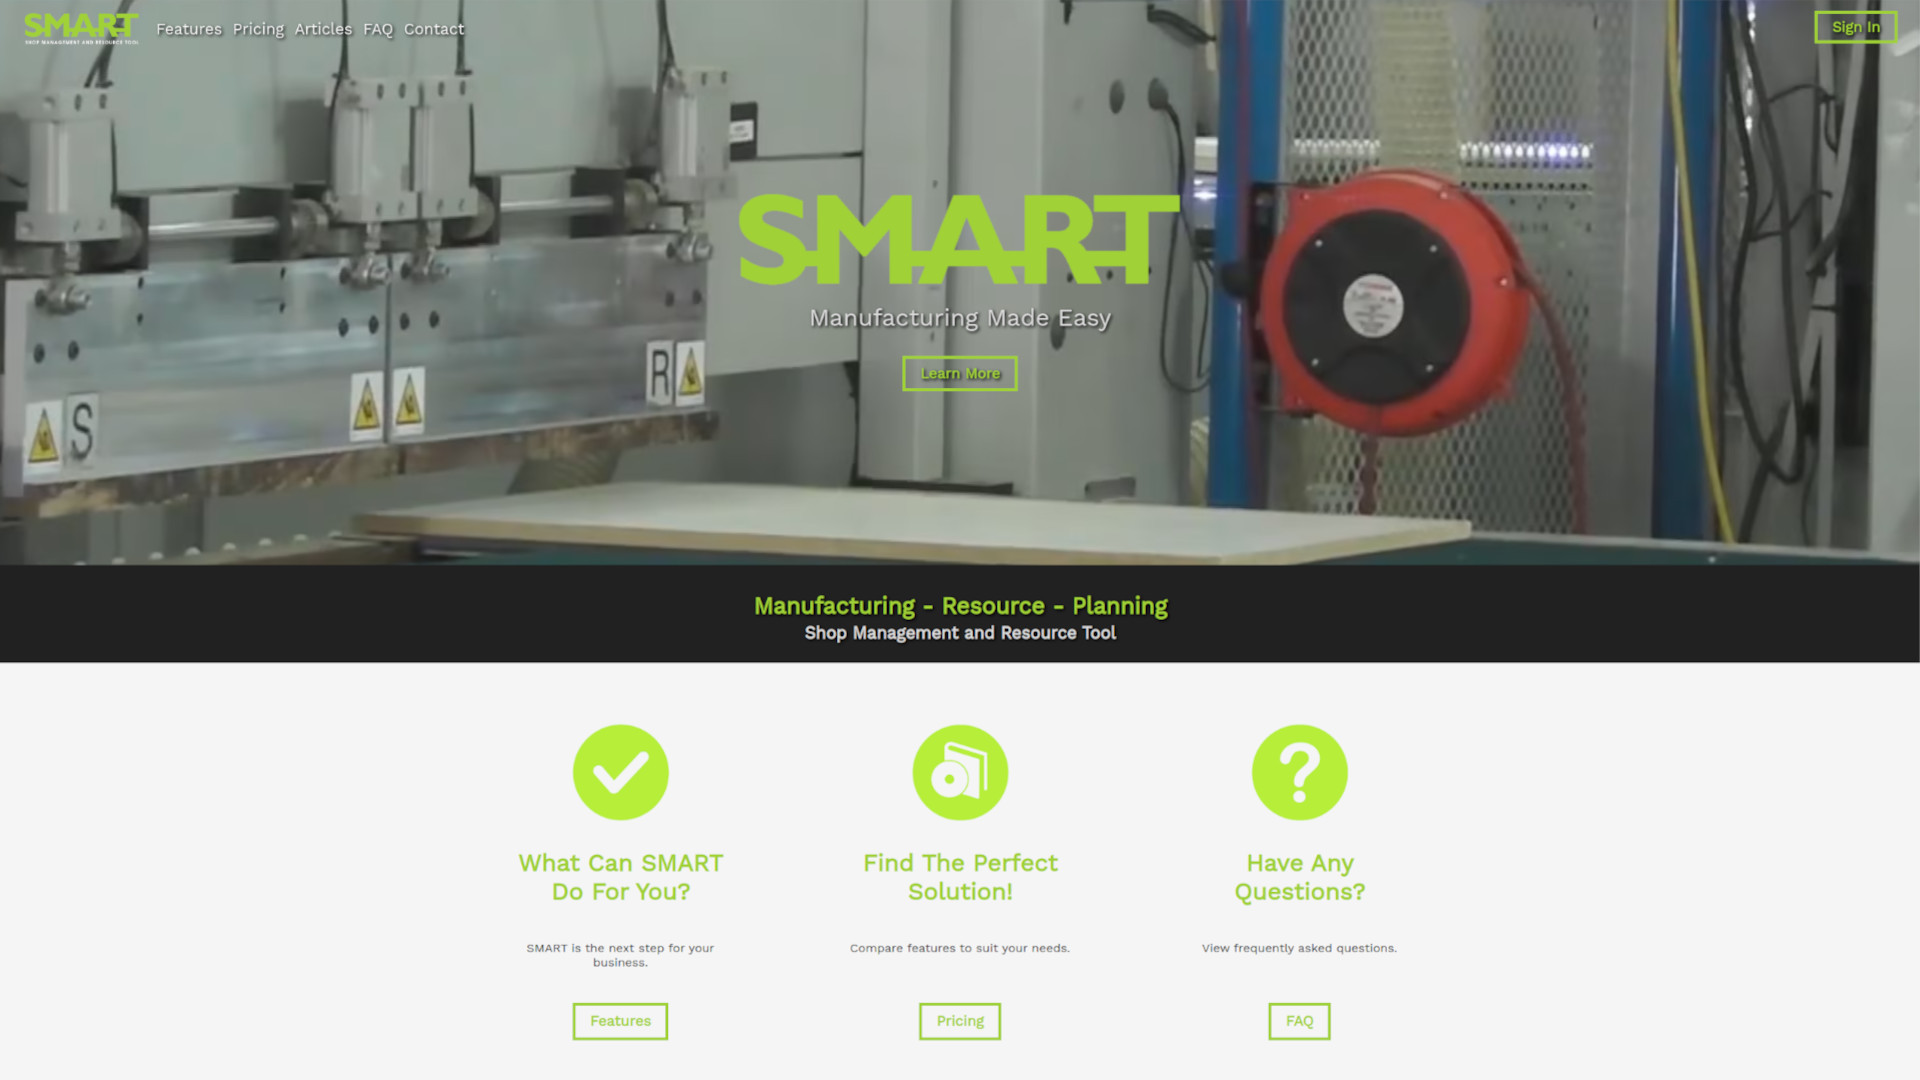 SMART
SHOP MANAGEMENT AND RESOURCE TOOL
Features Pricing Articles FAQ Contact
Sign In
SMART
Manufacturing Made Easy
Learn More
S
R
Manufacturing - Resource - Planning
Shop Management and Resource Tool
What Can SMART
Do For You?
SMART is the next step for your
business.
Features
Find The Perfect
Solution!
Compare features to suit your needs.
Pricing
Have Any
Questions?
View frequently asked questions.
FAQ